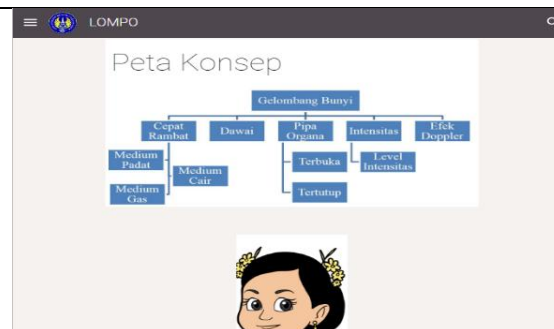 LOMPO
Peta Konsep
Gelombang Bunyi
Cepat
Rambat
Dawai
Pipa
Organa
Intensitas
Efek
Doppler
Medium
Padat
Medium
Cair
Medium
Gas
Terbuka
Tertutup
Level
Intensitas